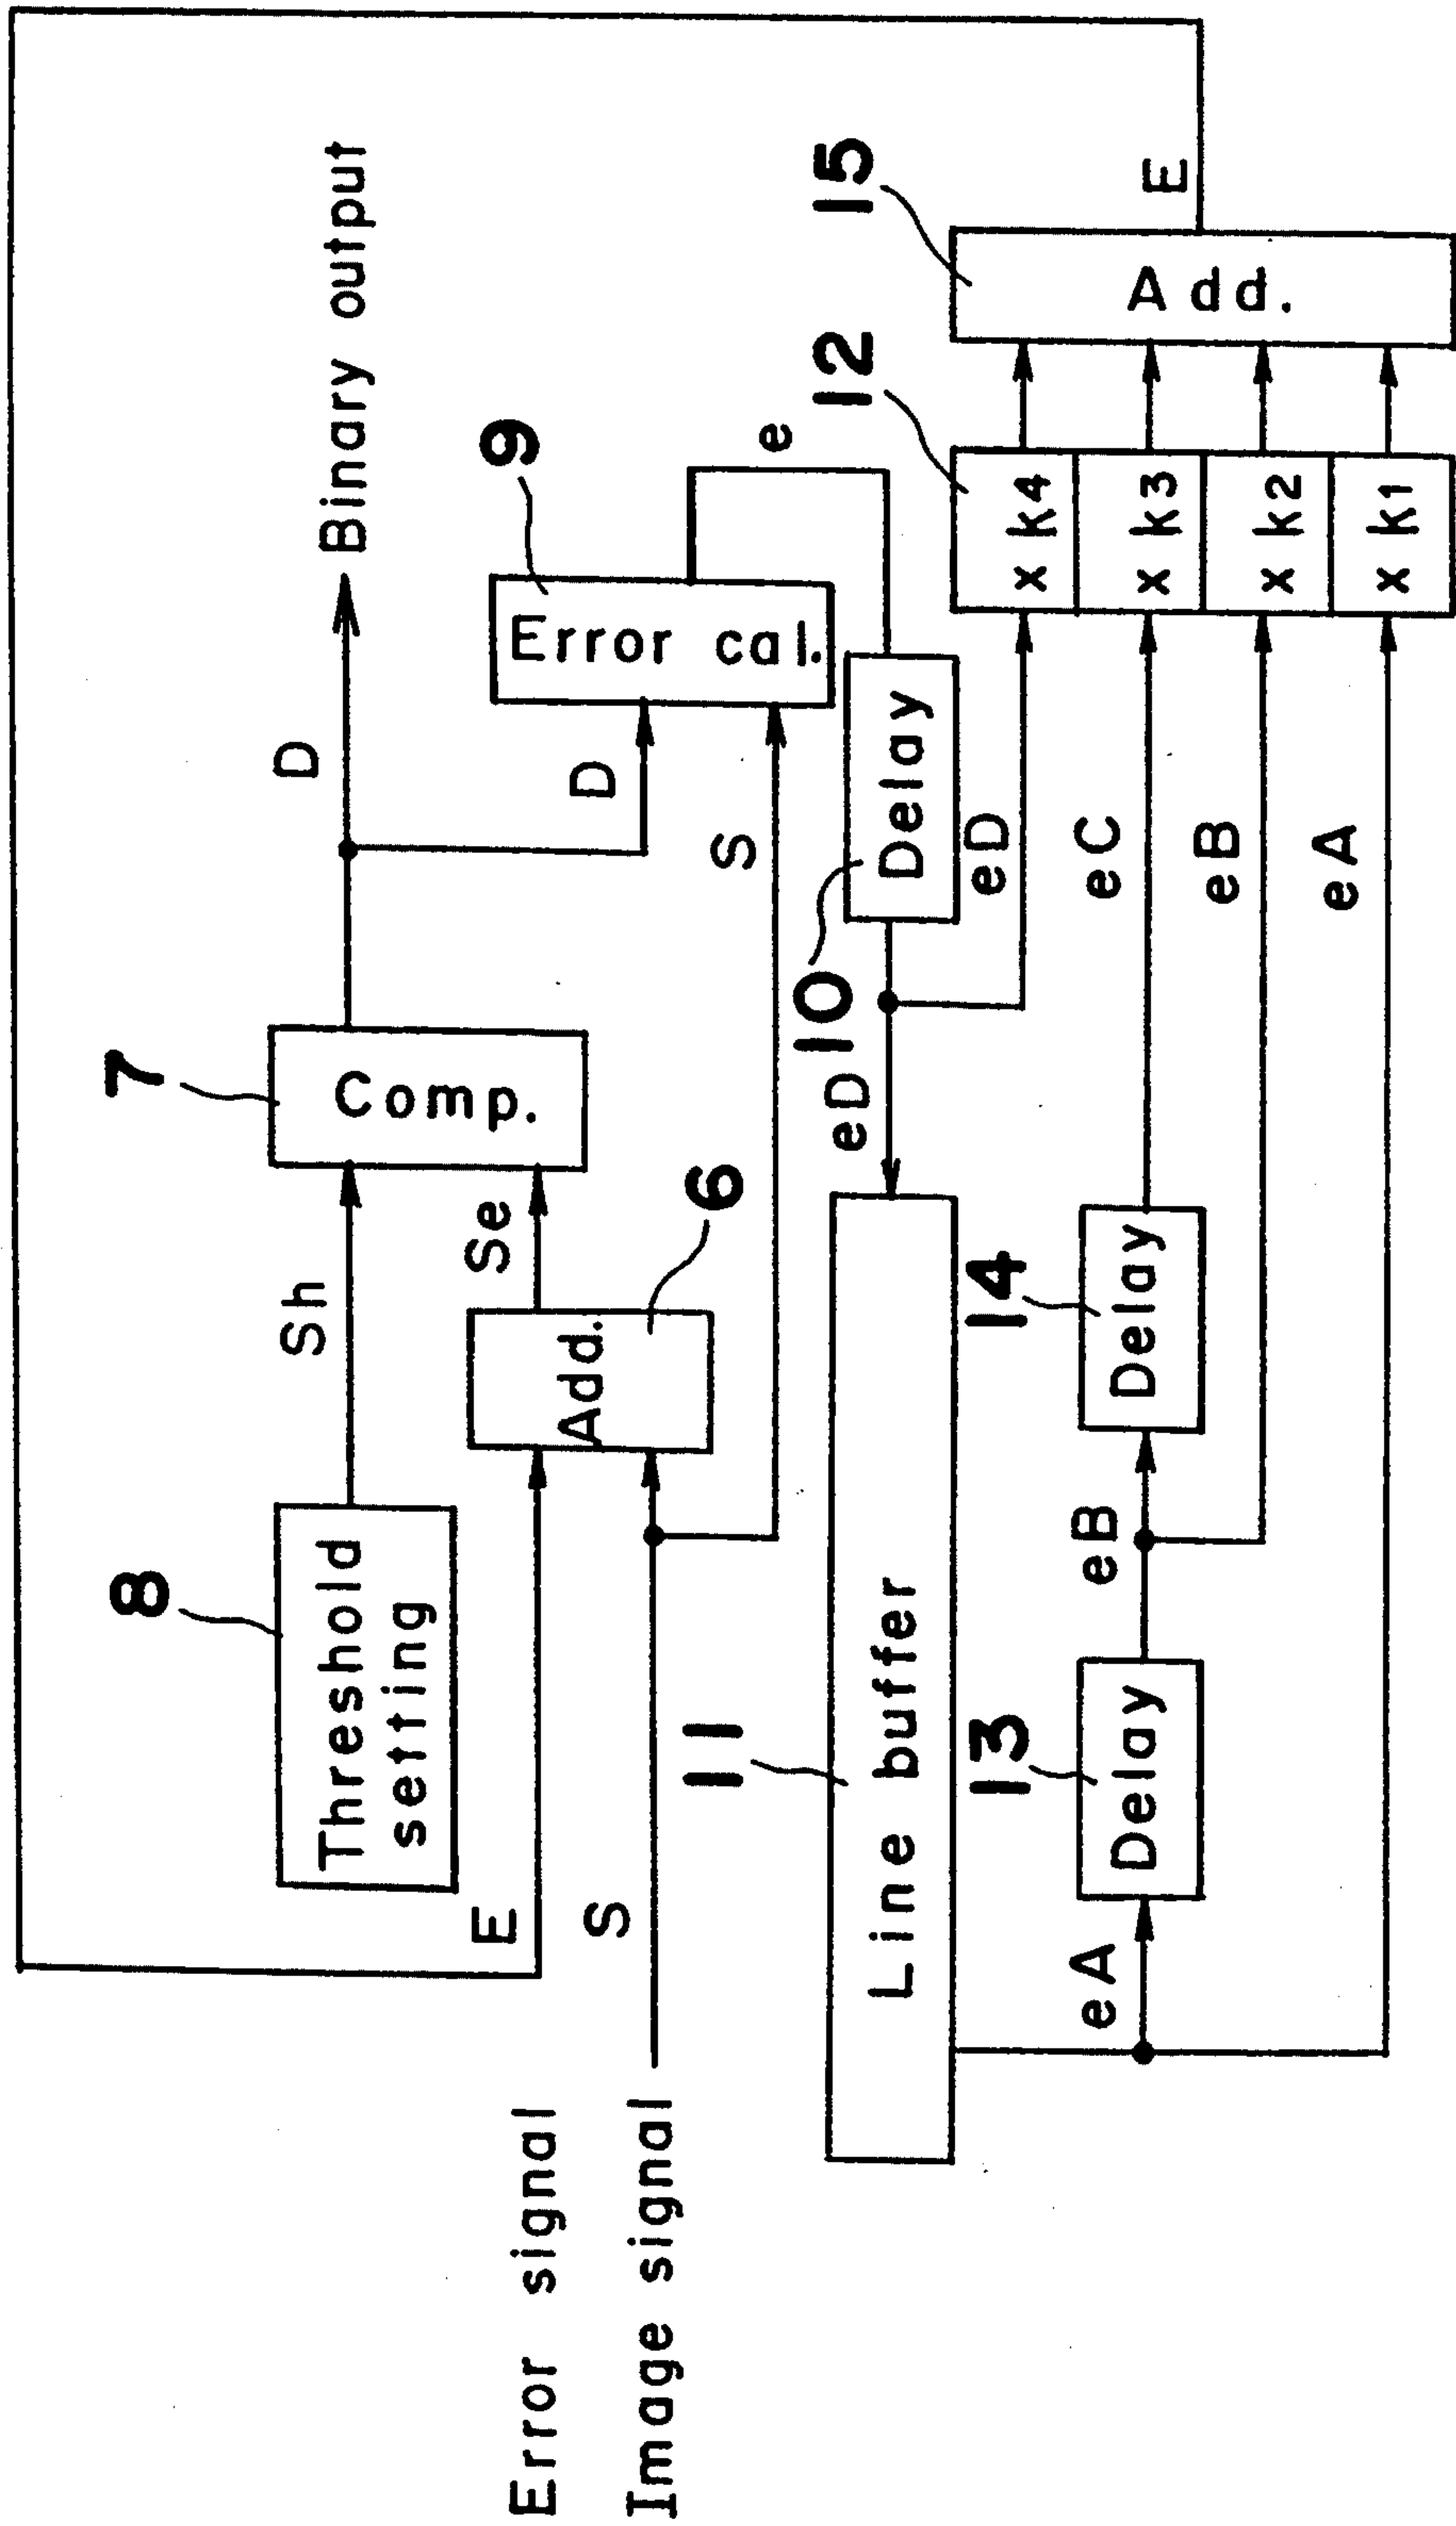 8
Threshold
setting
Sh
7
Comp.
D
Binary output
Error signal
E
Add.
Se
6
D
9
Error cal.
Image signal
S
S
e
11
Line buffer
eD
10
Delay
eD
12
15
eA
13
Delay
eB
14
Delay
eC
eB
eA
x k4
x k3
x k2
x k1
Add.
E